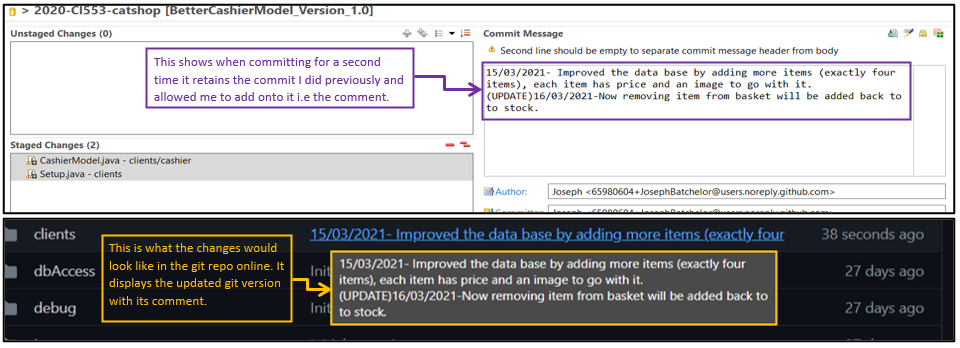 > 2020-CI553-catshop [BetterCashierModel_Version_1.0]
Unstaged Changes (0)
This shows when committing for a second
time it retains the commit I did previously and
allowed me to add onto it i.e the comment.
Commit Message
Second line should be empty to separate commit message header from body
15/03/2021- Improved the data base by adding more items (exactly four
items), each item has price and an image to go with it.
(UPDATE)16/03/2021-Now removing item from basket will be added back to
to stock.
Staged Changes (2)
CashierModel.java - clients/cashier
Setup.java - clients
Author:
Joseph <65980604+JosephBatchelor@users.noreply.github.com>
Joseph <65980604+JosephBatchelor@users.noreply.github.com>
clients
15/03/2021- Improved the data base by adding more items (exactly four
38 seconds ago
This is what the changes would
look like in the git repo online. It
displays the updated git version
with its comment.
dbAccess
Init
27 days ago
15/03/2021- Improved the data base by adding more items (exactly four
items), each item has price and an image to go with it.
(UPDATE)16/03/2021-Now removing item from basket will be added back to
to stock.
debug
Init
27 days ago